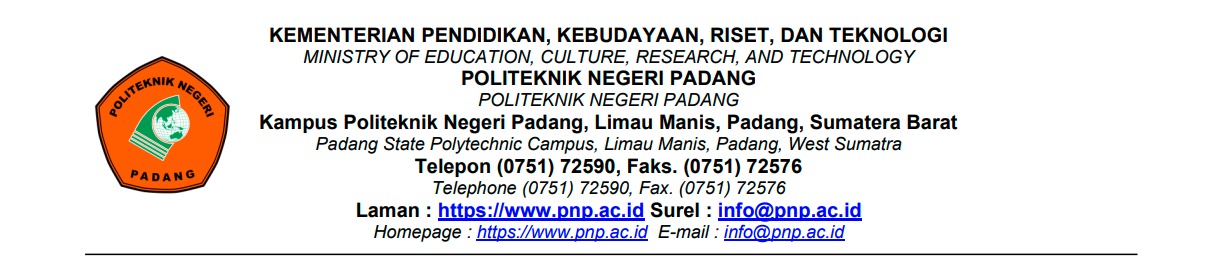 POLITEKNIK NEGERI
PADANG
KEMENTERIAN PENDIDIKAN, KEBUDAYAAN, RISET, DAN TEKNOLOGI
MINISTRY OF EDUCATION, CULTURE, RESEARCH, AND TECHNOLOGY
POLITEKNIK NEGERI PADANG
POLITEKNIK NEGERI PADANG
Kampus Politeknik Negeri Padang, Limau Manis, Padang, Sumatera Barat
Padang State Polytechnic Campus, Limau Manis, Padang, West Sumatra
Telepon (0751) 72590, Faks. (0751) 72576
Telephone (0751) 72590, Fax. (0751) 72576
Laman : https://www.pnp.ac.id Surel : info@pnp.ac.id
Homepage : https://www.pnp.ac.id E-mail : info@pnp.ac.id